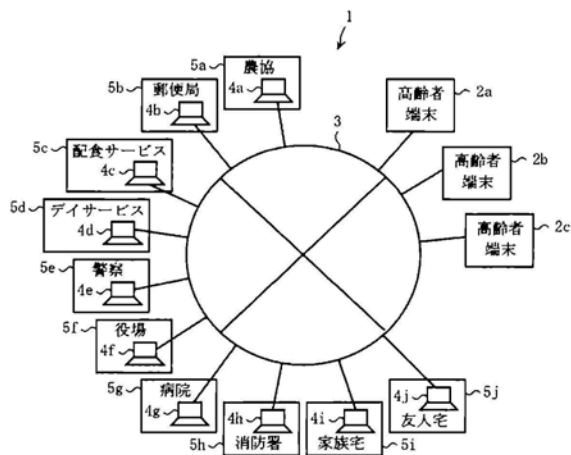 1
5a
農協
4a
5b
郵便局
4b
5c
配食サービス
4c
5d
デイサービス
4d
5e
警察
4e
5f
役場
4f
5g
病院
4g
4h
消防署
5h
4i
家族宅
5i
4j
友人宅
5j
3
高齢者
端末
2a
高齢者
端末
2b
高齢者
端末
2c